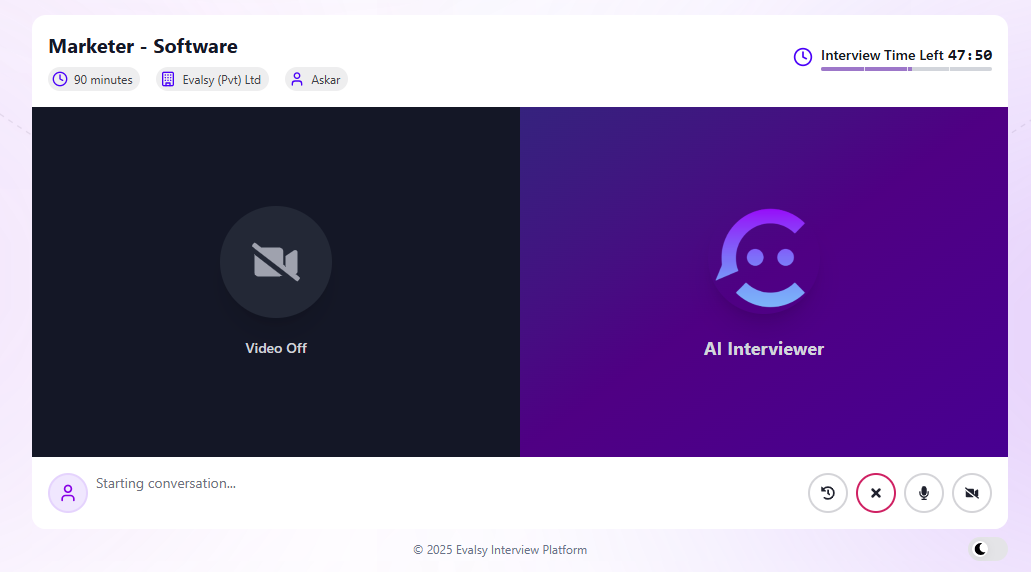 Marketer - Software
90 minutes
Evalsy (Pvt) Ltd
Askar
Interview Time Left 47:50
Video Off
AI Interviewer
Starting conversation...
© 2025 Evalsy Interview Platform